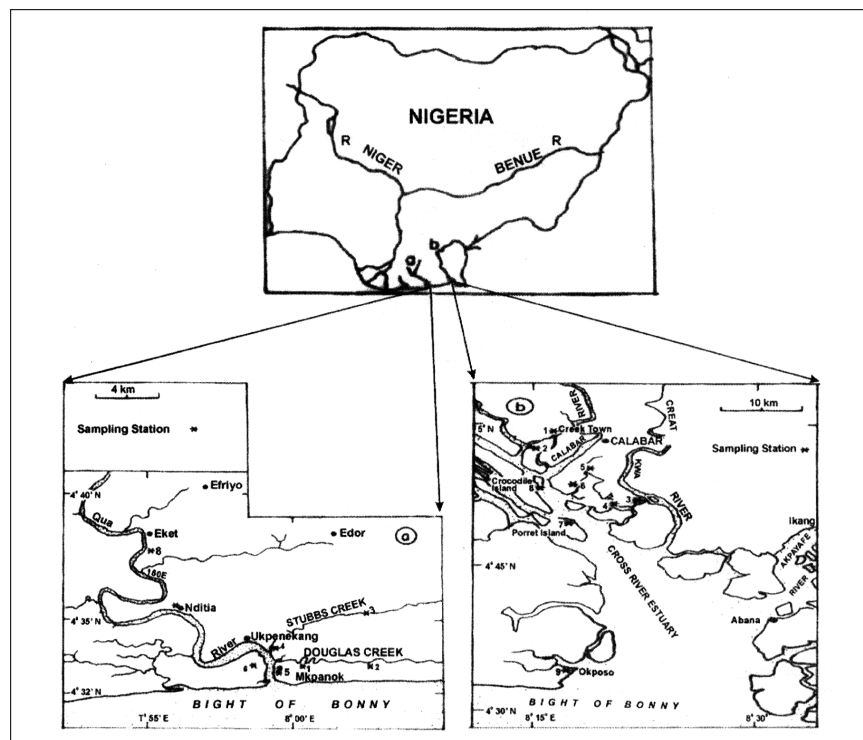 NIGERIA
R NIGER
BENUE R
a
b
4 km
Sampling Station
4° 40' N
Efriyo
Qua
Eket
8
Edor
a
180E
Nditia
4° 35' N
STUBBS CREEK
3
River
Ukpenekang
4
DOUGLAS CREEK
6
5
1
2
Mkpanok
4° 32' N
BIGHT OF BONNY
7° 55' E
8° 00' E
b
10 km
RIVER
CREAT
5° N
1
Creek Town
2
CALABAR
CALABAR
Sampling Station
5
KWA
Crocodile
Island
8
6
4
3
RIVER
7
Porret Island
Ikang
AKPAYAFE
RIVER
4° 45' N
CROSS RIVER ESTUARY
Abana
9
Okposo
4° 30' N
BIGHT OF BONNY
8° 15' E
8° 30' E